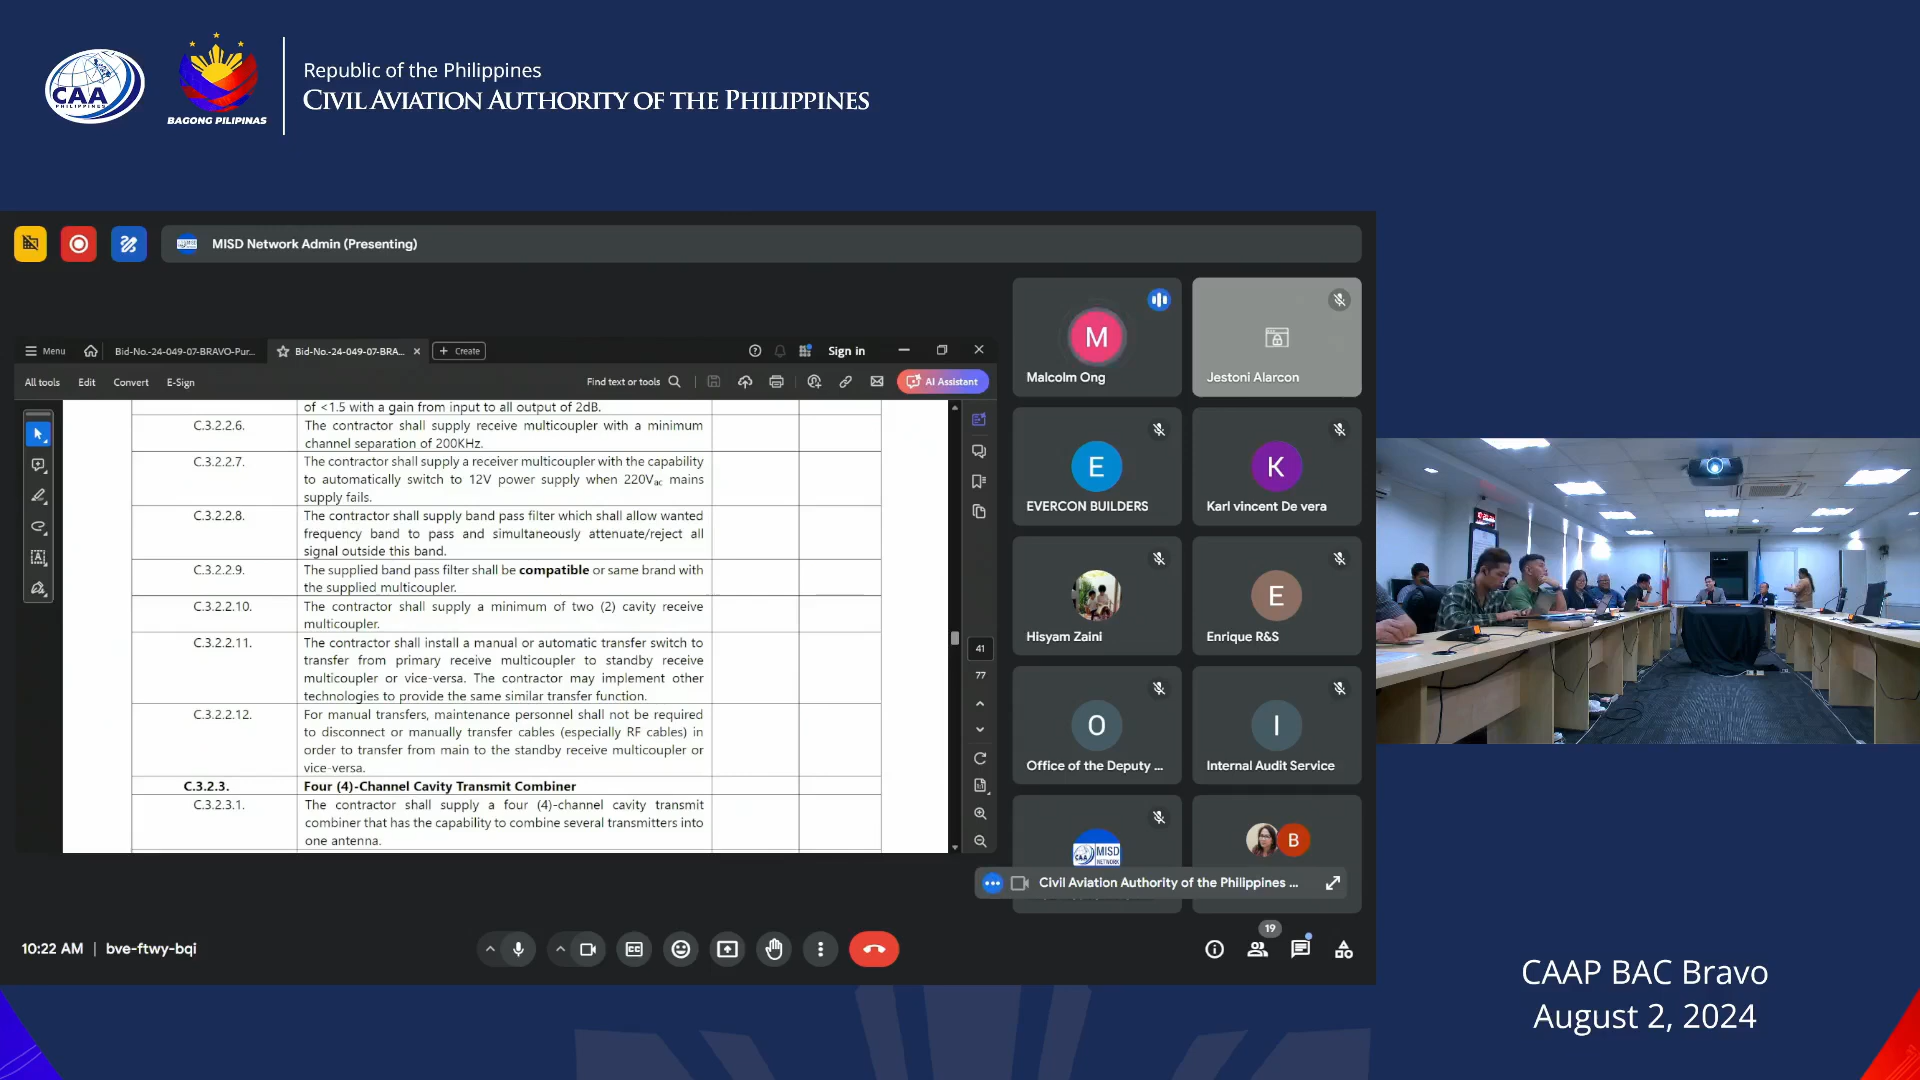 CAA
PHILIPPINES
BAGONG PILIPINAS
Republic of the Philippines
CIVIL AVIATION AUTHORITY OF THE PHILIPPINES
MISD Network Admin (Presenting)
Menu
Bid-No.-24-049-07-BRAVO-Pur...
Bid-No.-24-049-07-BRA...
Create
Sign in
All tools
Edit
Convert
E-Sign
Find text or tools
AI Assistant
of <1.5 with a gain from input to all output of 2dB.
C.3.2.2.6.
The contractor shall supply receive multicoupler with a minimum
channel separation of 200KHz.
C.3.2.2.7.
The contractor shall supply a receiver multicoupler with the capability
to automatically switch to 12V power supply when 220Vac mains
supply fails.
C.3.2.2.8.
The contractor shall supply band pass filter which shall allow wanted
frequency band to pass and simultaneously attenuate/reject all
signal outside this band.
C.3.2.2.9.
The supplied band pass filter shall be compatible or same brand with
the supplied multicoupler.
C.3.2.2.10.
The contractor shall supply a minimum of two (2) cavity receive
multicoupler.
C.3.2.2.11.
The contractor shall install a manual or automatic transfer switch to
transfer from primary receive multicoupler to standby receive
multicoupler or vice-versa. The contractor may implement other
technologies to provide the same similar transfer function.
C.3.2.2.12.
For manual transfers, maintenance personnel shall not be required
to disconnect or manually transfer cables (especially RF cables) in
order to transfer from main to the standby receive multicoupler or
vice-versa.
C.3.2.3.
Four (4)-Channel Cavity Transmit Combiner
C.3.2.3.1.
The contractor shall supply a four (4)-channel cavity transmit
combiner that has the capability to combine several transmitters into
one antenna.
41
77
M
Malcolm Ong
Jestoni Alarcon
E
EVERCON BUILDERS
K
Karl vincent De vera
Hisyam Zaini
E
Enrique R&S
O
Office of the Deputy ...
I
Internal Audit Service
CAA MISD
NETWORK
B
Civil Aviation Authority of the Philippines ...
10:22 AM | bve-ftwy-bqi
19
CAAP BAC Bravo
August 2, 2024